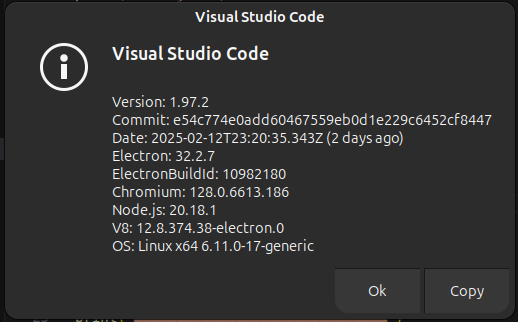 Visual Studio Code
Visual Studio Code
Version: 1.97.2
Commit: e54c774e0add60467559eb0d1e229c6452cf8447
Date: 2025-02-12T23:20:35.343Z (2 days ago)
Electron: 32.2.7
ElectronBuildId: 10982180
Chromium: 128.0.6613.186
Node.js: 20.18.1
V8: 12.8.374.38-electron.0
OS: Linux x64 6.11.0-17-generic
Ok
Copy